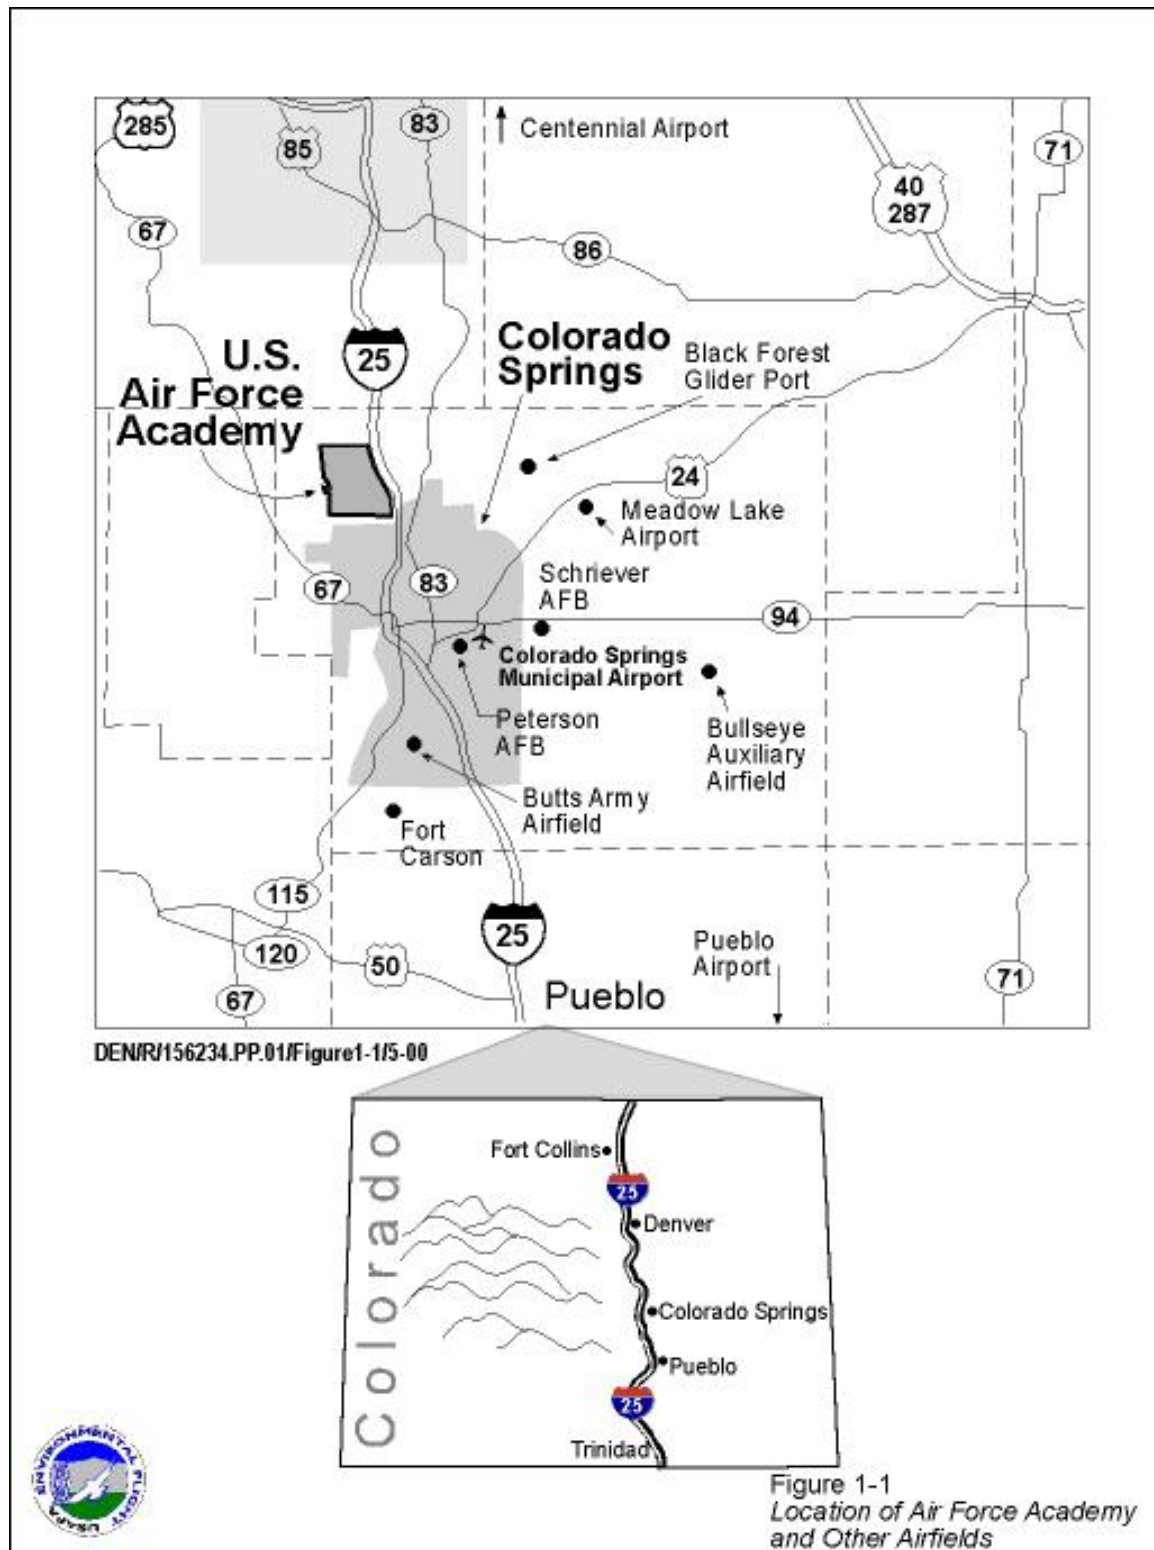 285
85
83
Centennial Airport
71
40
287
67
86
25
Colorado
Springs
Black Forest
Glider Port
U.S.
Air Force
Academy
24
Meadow Lake
Airport
Schriever
AFB
67
83
94
Colorado Springs
Municipal Airport
Peterson
AFB
Bullseye
Auxiliary
Airfield
Butts Army
Airfield
Fort
Carson
115
25
120
50
Pueblo
Airport
71
67
Pueblo
DEN/R/156234.PP.01/Figure1-1/5-00
Colorado
Fort Collins
25
Denver
Colorado Springs
Pueblo
25
Trinidad
ENVIRONMENTAL FLIGHT
USAFA
Figure 1-1
Location of Air Force Academy
and Other Airfields